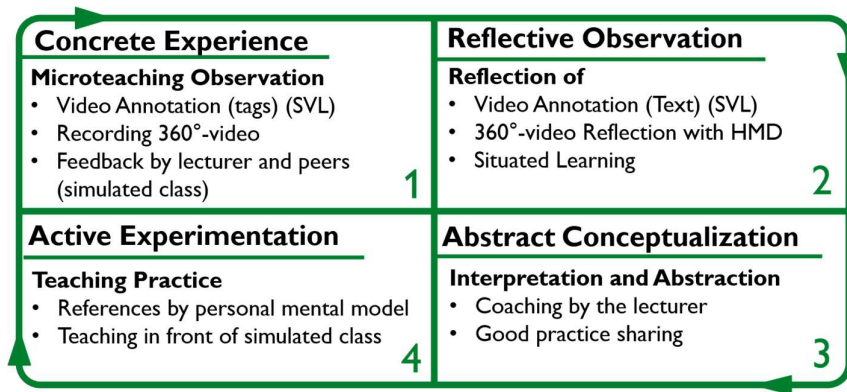 Concrete Experience
Microteaching Observation
• Video Annotation (tags) (SVL)
• Recording 360°-video
• Feedback by lecturer and peers
(simulated class)
1
Reflective Observation
Reflection of
• Video Annotation (Text) (SVL)
• 360°-video Reflection with HMD
• Situated Learning
2
Active Experimentation
Teaching Practice
• References by personal mental model
• Teaching in front of simulated class
4
Abstract Conceptualization
Interpretation and Abstraction
• Coaching by the lecturer
• Good practice sharing
3